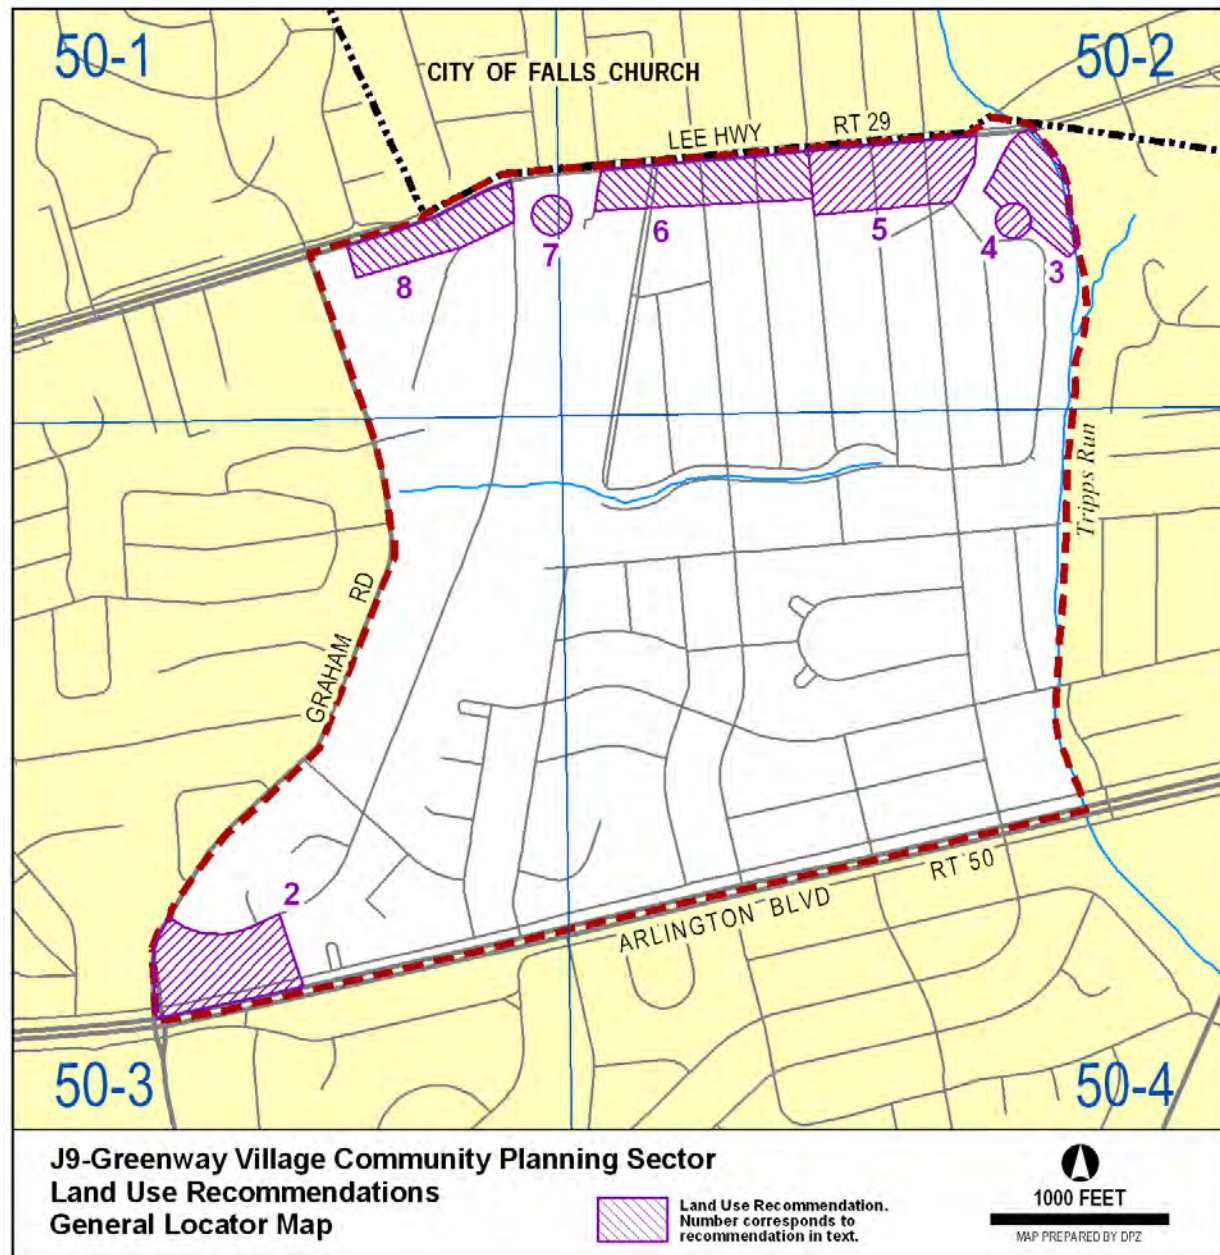 50-1
50-2
CITY OF FALLS CHURCH
LEE HWY
RT 29
8
7
6
5
4
3
Tripps Run
GRAHAM RD
2
RT 50
ARLINGTON BLVD
50-3
50-4
J9-Greenway Village Community Planning Sector
Land Use Recommendations
General Locator Map
Land Use Recommendation.
Number corresponds to
recommendation in text.
1000 FEET
MAP PREPARED BY DPZ